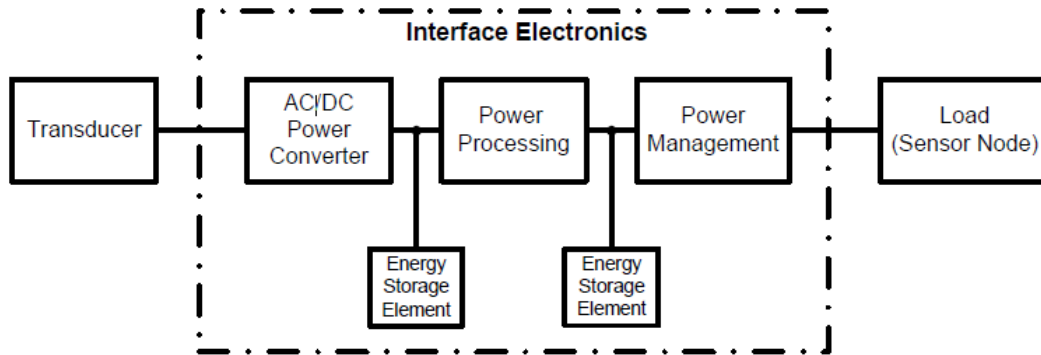 Interface Electronics
Transducer
AC/DC
Power
Converter
Power
Processing
Power
Management
Load
(Sensor Node)
Energy
Storage
Element
Energy
Storage
Element